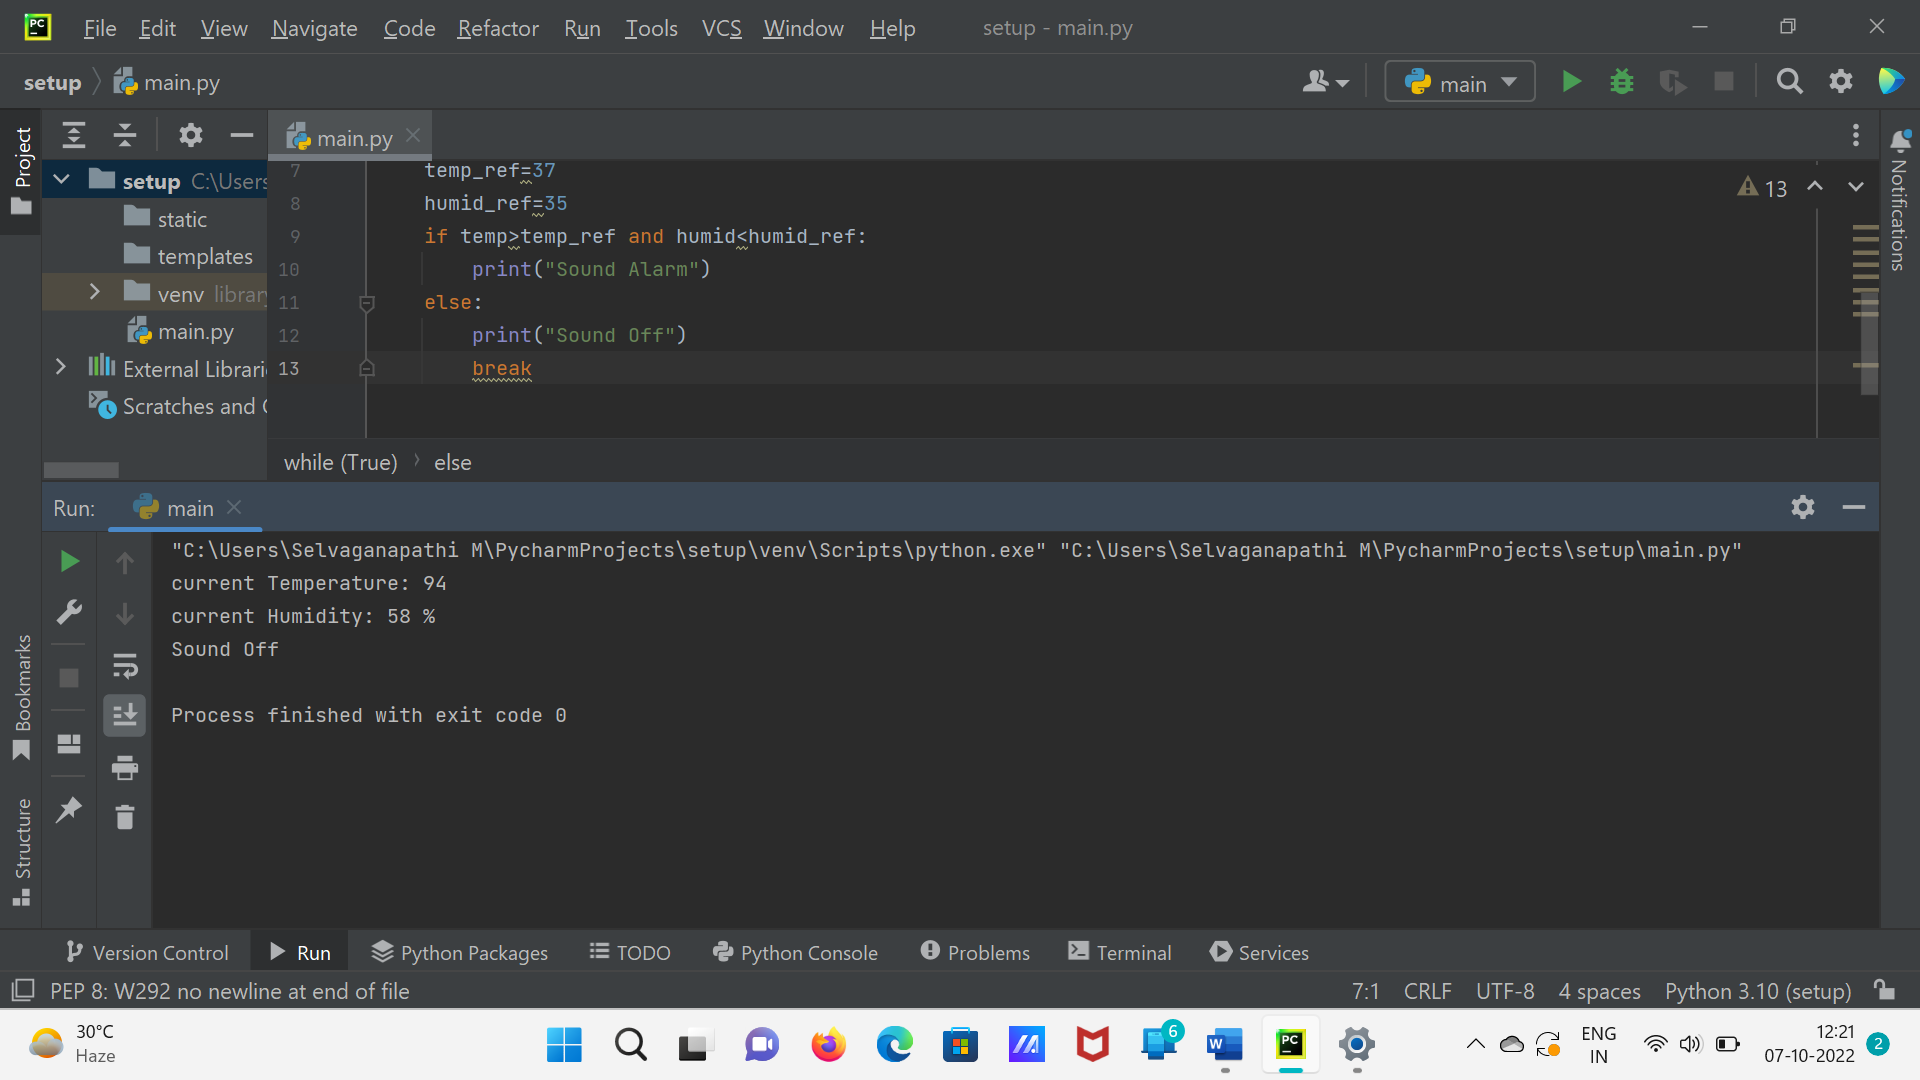 PC
File Edit View Navigate Code Refactor Run Tools VCS Window Help setup - main.py
setup main.py
main
Project
main.py
Notifications
setup C:\Users
static
templates
venv library
main.py
External Librari
Scratches and C
7 temp_ref=37
8 humid_ref=35
9 if temp>temp_ref and humid<humid_ref:
10 print("Sound Alarm")
11 else:
12 print("Sound Off")
13 break
13
while (True) else
Run: main
"C:\Users\Selvaganapathi M\PycharmProjects\setup\venv\Scripts\python.exe" "C:\Users\Selvaganapathi M\PycharmProjects\setup\main.py"
current Temperature: 94
current Humidity: 58 %
Sound Off
Process finished with exit code 0
Bookmarks
Structure
Version Control Run Python Packages TODO Python Console Problems Terminal Services
PEP 8: W292 no newline at end of file 7:1 CRLF UTF-8 4 spaces Python 3.10 (setup)
30°C
Haze
6
W
PC
ENG
IN
12:21
07-10-2022
2